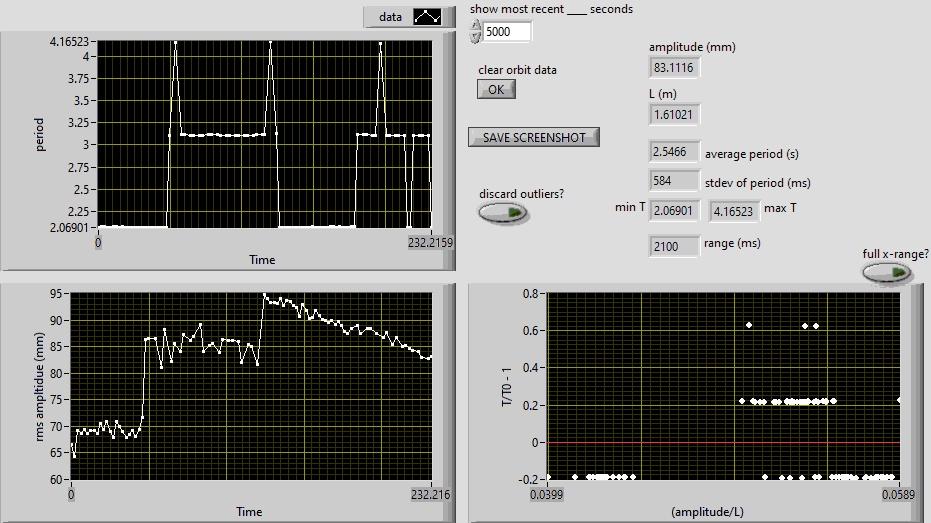 data
4.16523
4
3.75
3.5
3.25
3
2.75
2.5
2.25
2.06901
period
0
232.2159
Time
show most recent ____ seconds
5000
clear orbit data
OK
SAVE SCREENSHOT
discard outliers?
amplitude (mm)
83.1116
L (m)
1.61021
2.5466 average period (s)
584 stdev of period (ms)
min T 2.06901 4.16523 max T
2100 range (ms)
full x-range?
95
90
85
80
75
70
65
60
rms ampltidue (mm)
0
232.216
Time
0.8
0.6
0.4
0.2
0
-0.2
T/T0 - 1
0.0399
0.0589
(amplitude/L)